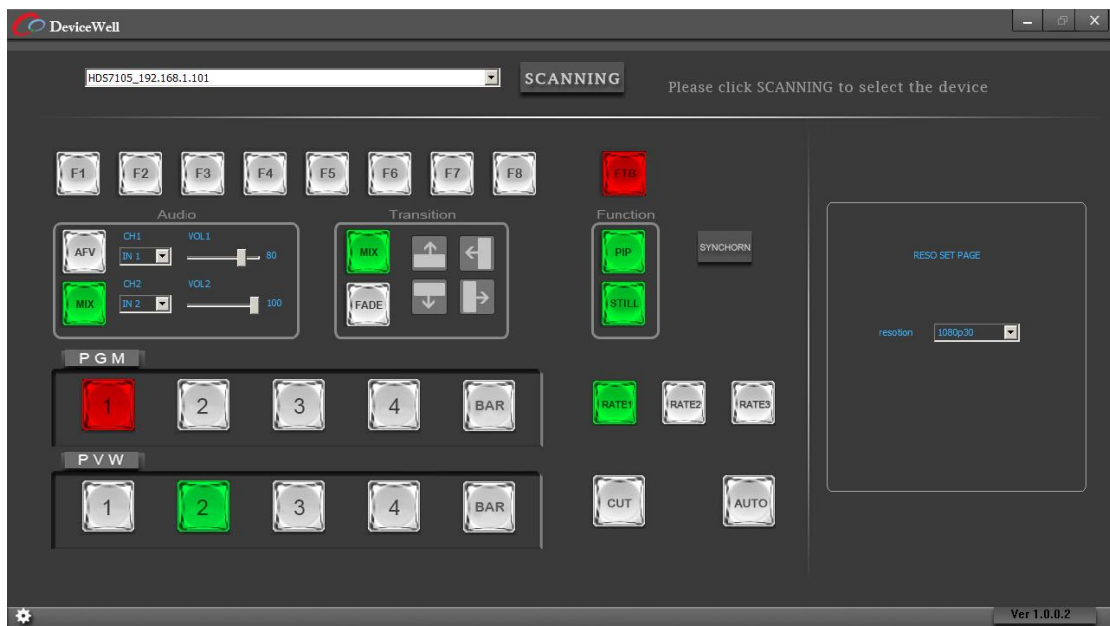 DeviceWell
HDS7105_192.168.1.101
SCANNING
Please click SCANNING to select the device
F1 F2 F3 F4 F5 F6 F7 F8 FTB
Audio
AFV
CH1 VOL1
IN 1 80
MIX
CH2 VOL2
IN 2 100
Transition
MIX
FADE
Function
PIP
STILL
SYNCHORN
RESO SET PAGE
resotion 1080p30
PGM
1 2 3 4 BAR
RATE1 RATE2 RATE3
PVW
1 2 3 4 BAR
CUT AUTO
Ver 1.0.0.2